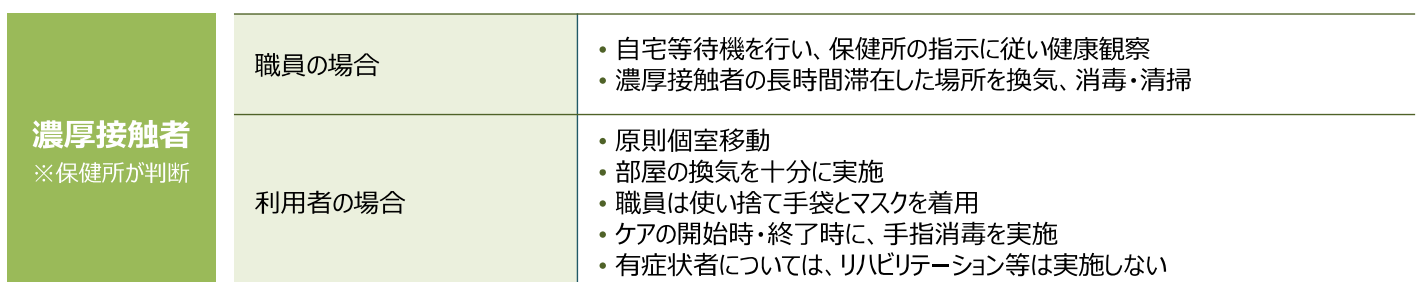 濃厚接触者
※保健所が判断
職員の場合
• 自宅等待機を行い、保健所の指示に従い健康観察
• 濃厚接触者の長時間滞在した場所を換気、消毒・清掃
利用者の場合
• 原則個室移動
• 部屋の換気を十分に実施
• 職員は使い捨て手袋とマスクを着用
• ケアの開始時・終了時に、手指消毒を実施
• 有症状者については、リハビリテーション等は実施しない